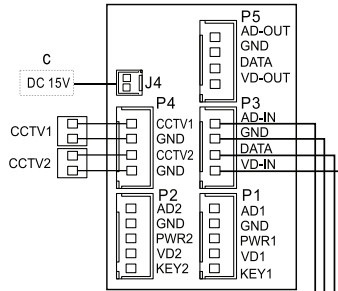 P5
AD-OUT
GND
DATA
VD-OUT
C
DC 15V
J4
P4
CCTV1
GND
CCTV2
GND
CCTV1
CCTV2
P3
AD-IN
GND
DATA
VD-IN
P2
AD2
GND
PWR2
VD2
KEY2
P1
AD1
GND
PWR1
VD1
KEY1